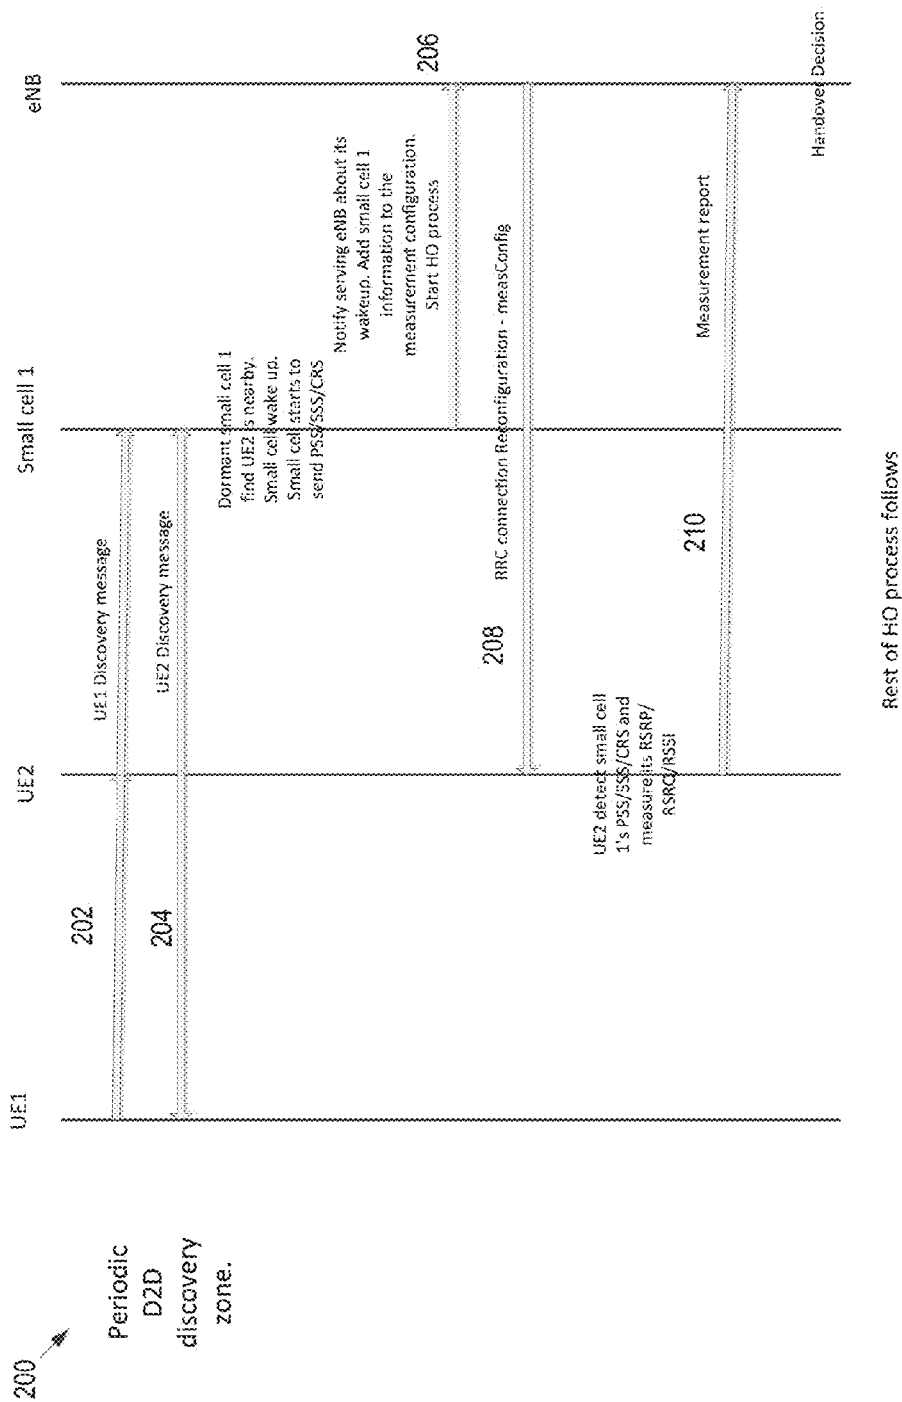 200
UE1
UE2
Small cell 1
eNB
Periodic
D2D
discovery
zone.
202
UE1 Discovery message
204
UE2 Discovery message
Dormant small cell 1
find UE2 is nearby.
Small cell wake up.
Small cell starts to
send PSS/SSS/CRS
Notify serving eNB about its
wakeup. Add small cell 1
information to the
measurement configuration.
Start HO process
206
208
RRC connection Reconfiguration - measConfig
UE2 detect small cell
1's PSS/SSS/CRS and
measure its RSRP/
RSRQ/RSSI
210
Measurement report
Handover Decision
Rest of HO process follows